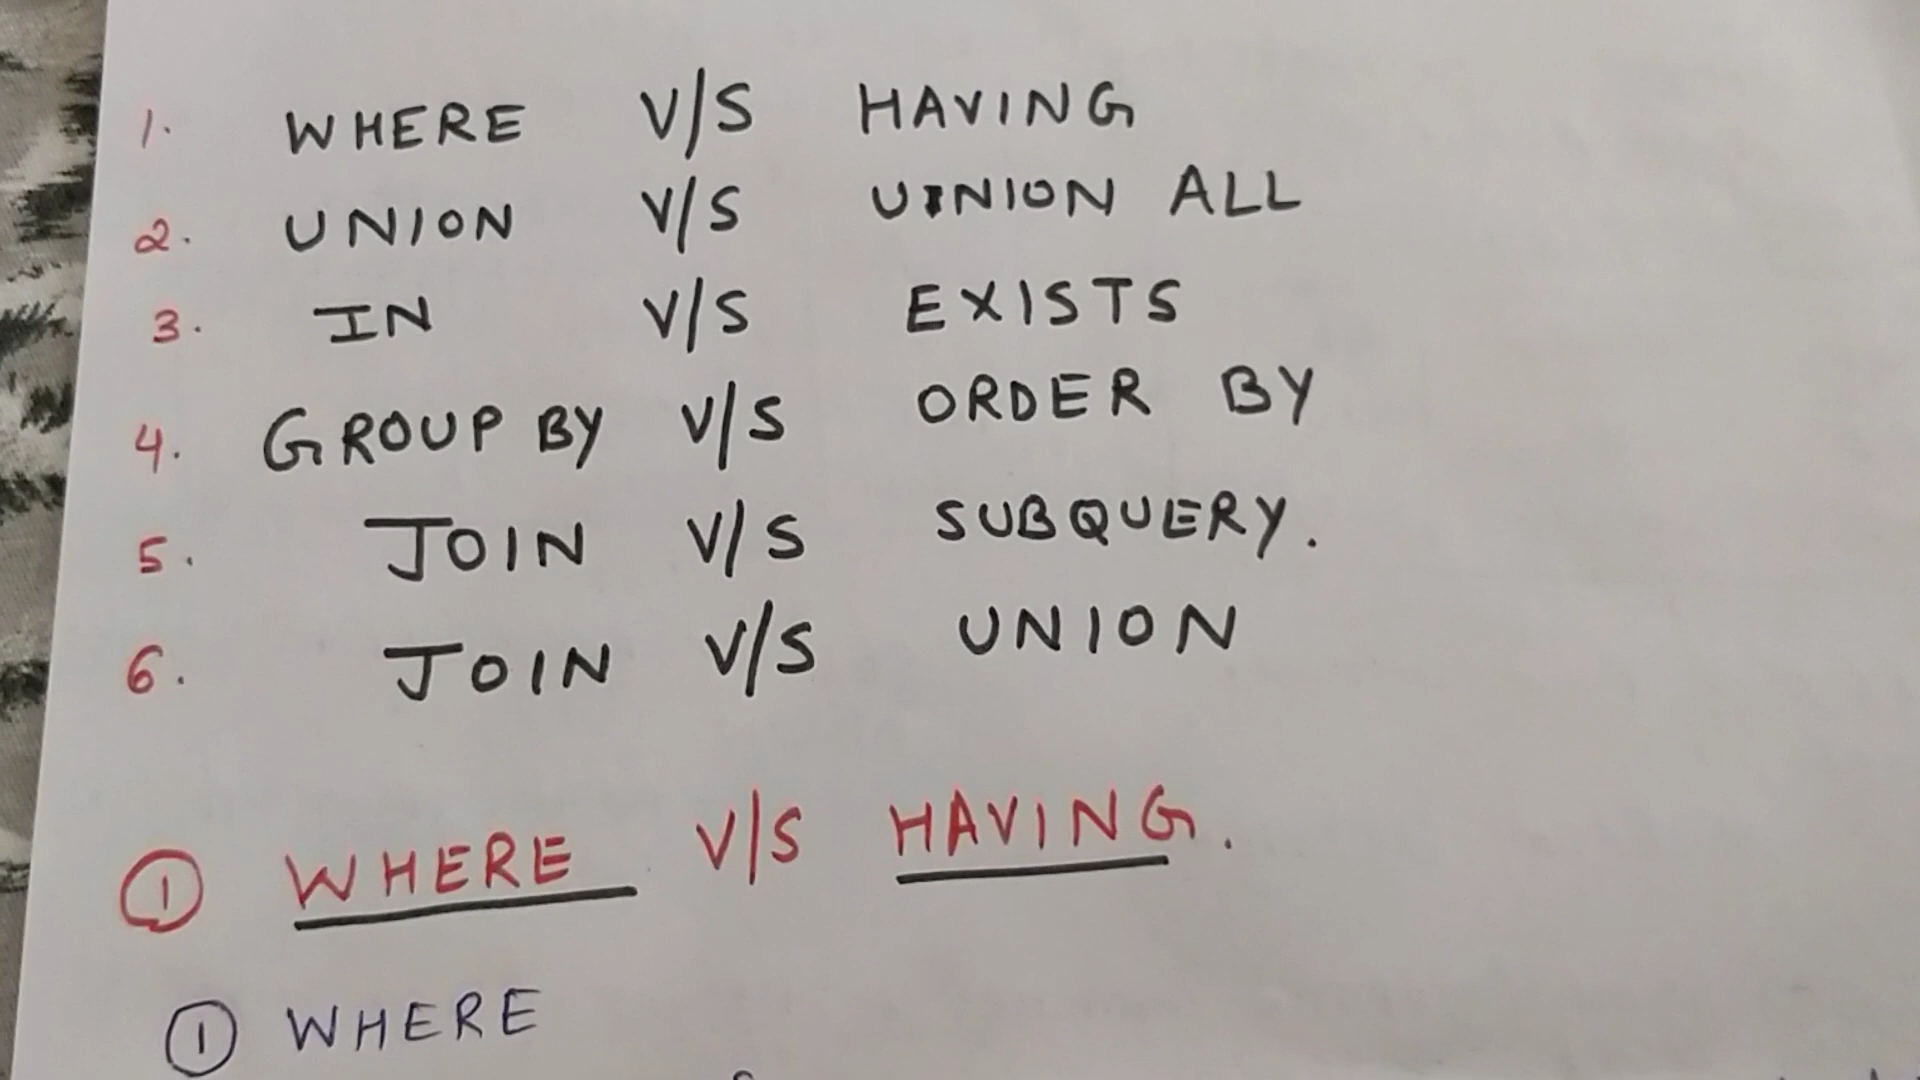 1. WHERE V/S HAVING
2. UNION V/S UNION ALL
3. IN V/S EXISTS
4. GROUP BY V/S ORDER BY
5. JOIN V/S SUBQUERY.
6. JOIN V/S UNION
1 WHERE V/S HAVING.
1 WHERE